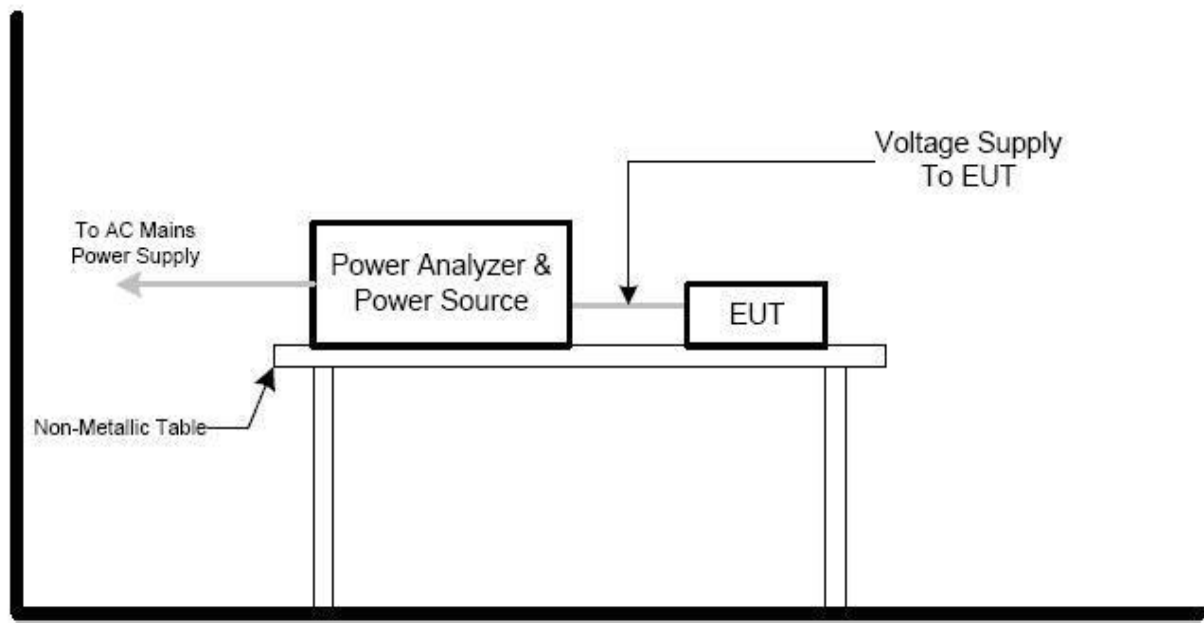 Voltage Supply
To EUT
To AC Mains
Power Supply
Power Analyzer &
Power Source
EUT
Non-Metallic Table